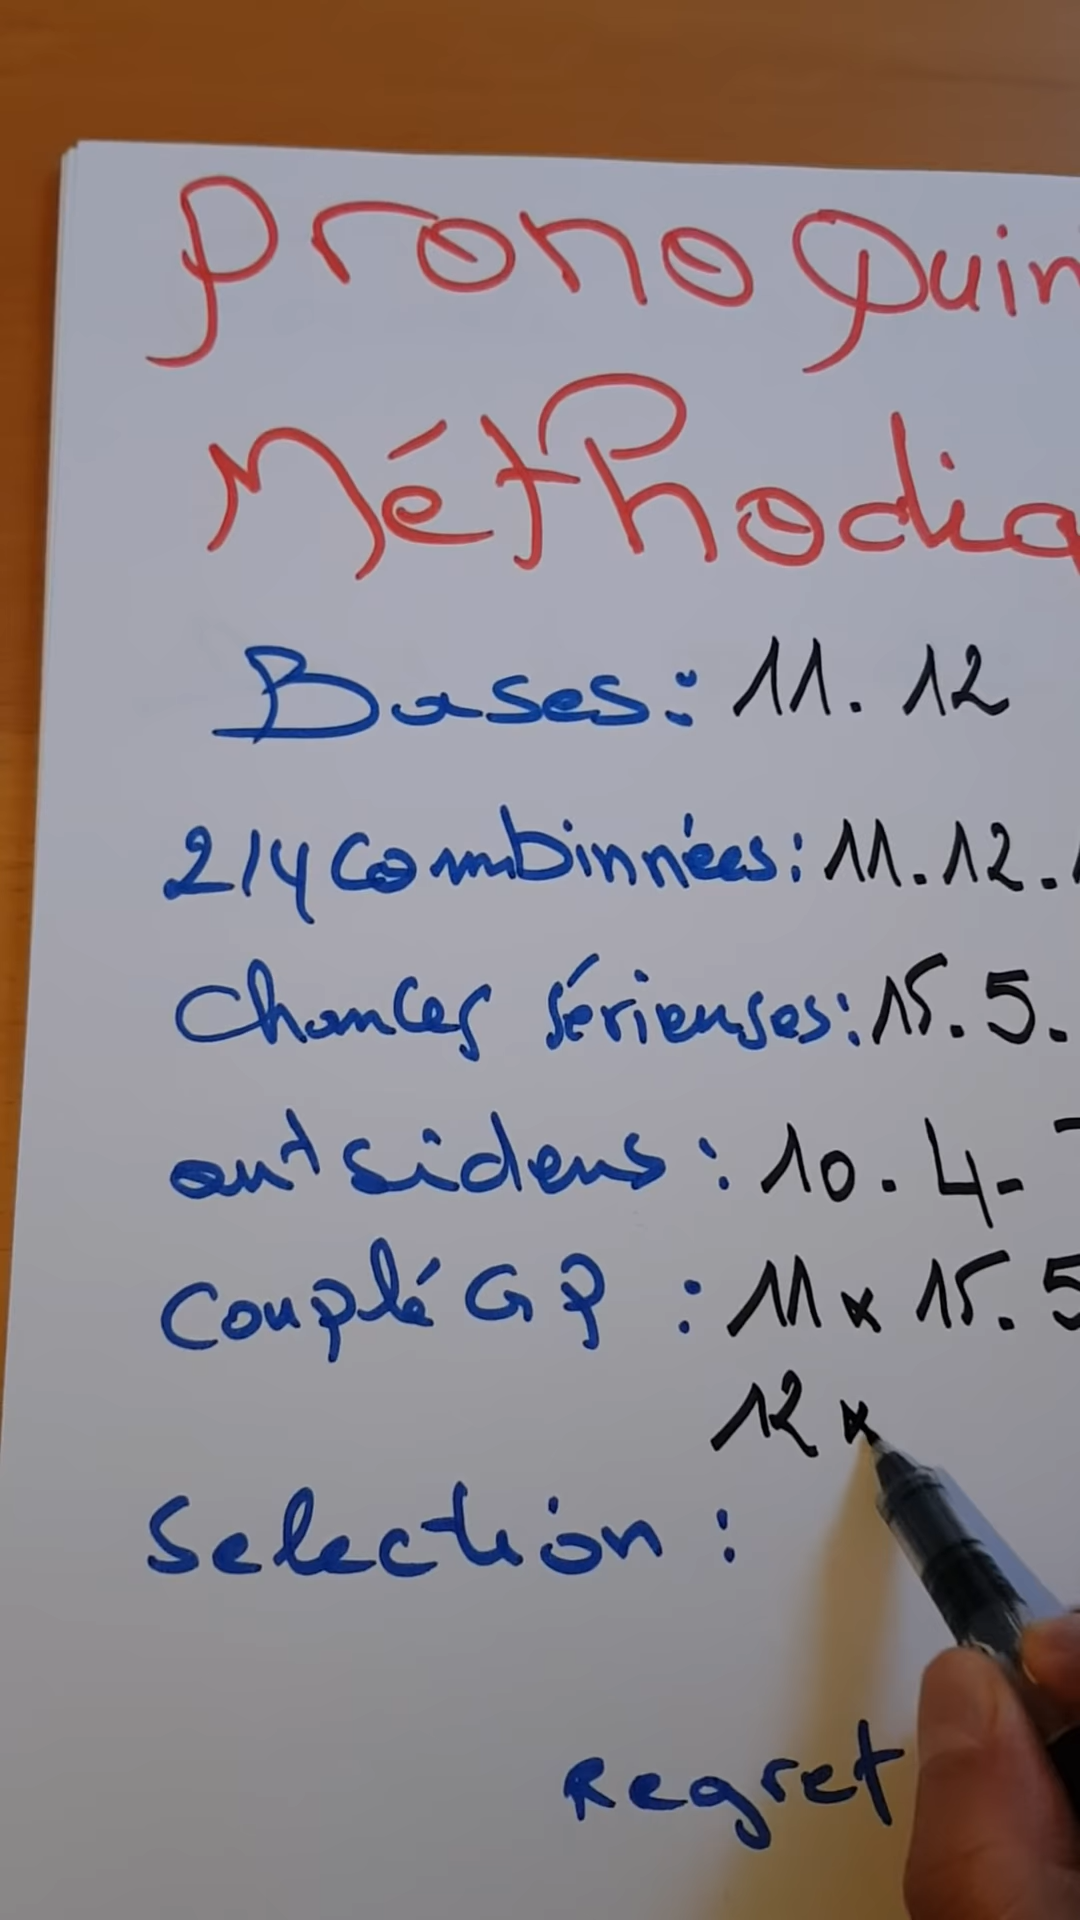 Prono Quin
Méthodiq
Bases: 11. 12
2/4 Combinnées: 11. 12.
Chances sérieuses: 15. 5.
outsiders: 10. 4-
Couplé G P : 11 x 15. 5
12 x
Selection :
Regret